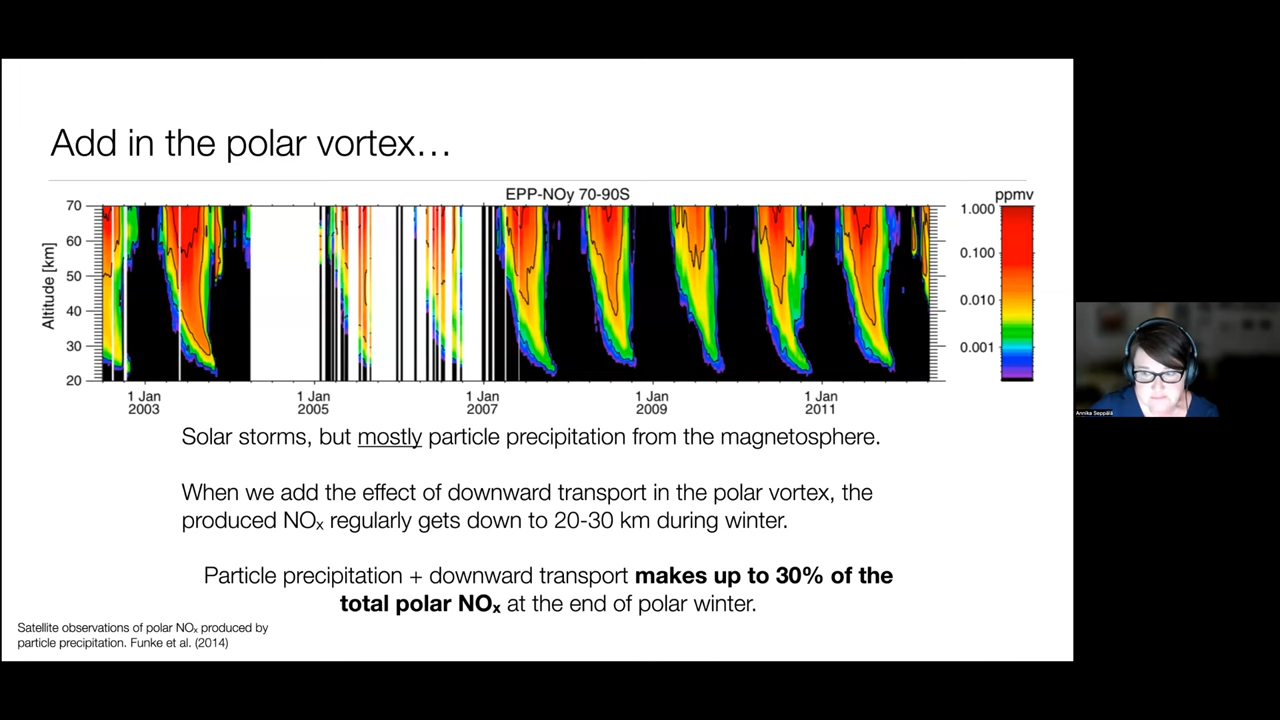 Add in the polar vortex...
EPP-NOy 70-90S
ppmv
70
60
50
40
30
20
Altitude [km]
1 Jan
2003
1 Jan
2005
1 Jan
2007
1 Jan
2009
1 Jan
2011
1.000
0.100
0.010
0.001
Solar storms, but mostly particle precipitation from the magnetosphere.
When we add the effect of downward transport in the polar vortex, the
produced NOₓ regularly gets down to 20-30 km during winter.
Particle precipitation + downward transport makes up to 30% of the
total polar NOₓ at the end of polar winter.
Satellite observations of polar NOₓ produced by
particle precipitation. Funke et al. (2014)
Annika Seppälä